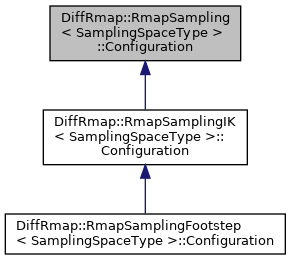 DiffRmap::RmapSampling
< SamplingSpaceType >
::Configuration
DiffRmap::RmapSamplingIK
< SamplingSpaceType >::
Configuration
DiffRmap::RmapSamplingFootstep
< SamplingSpaceType >::Configuration